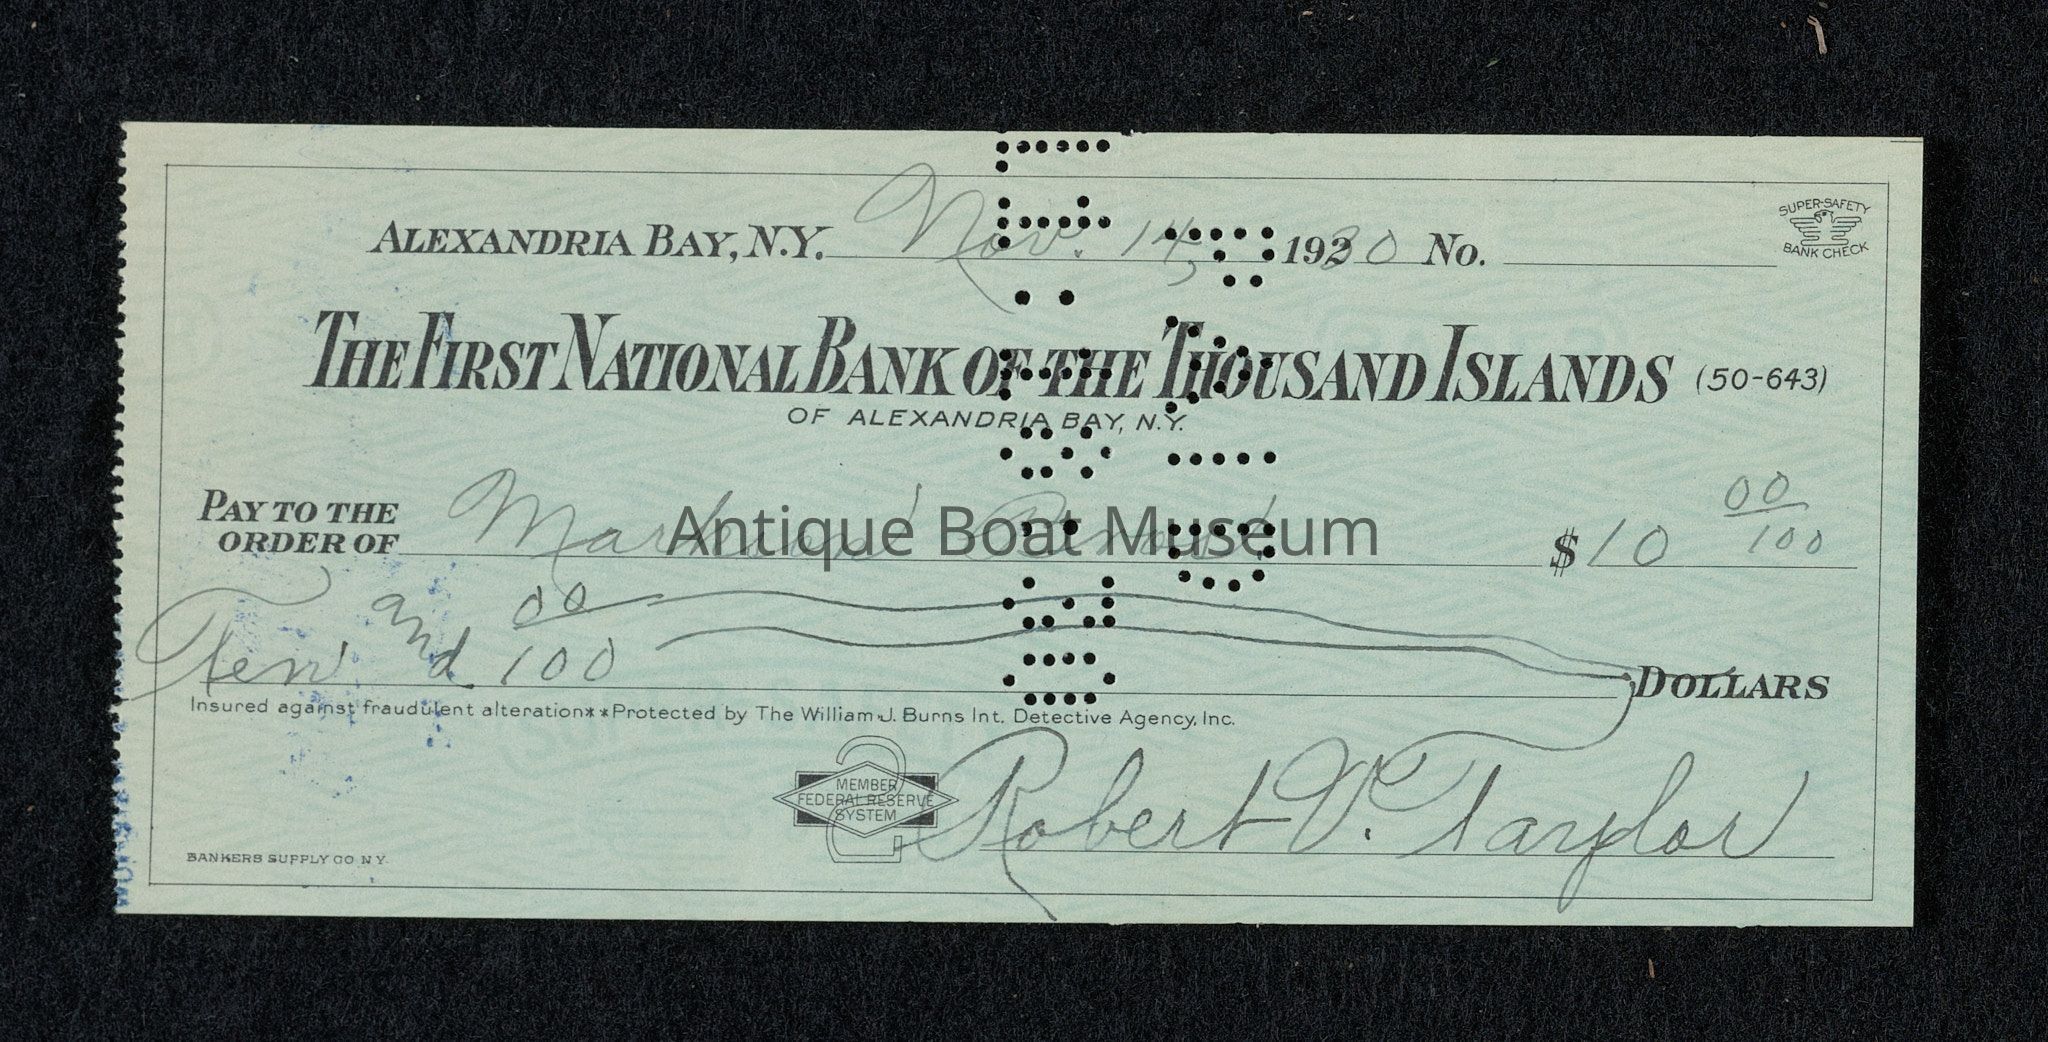 ALEXANDRIA BAY, N.Y. Nov. 14, 1930 No.
SUPER-SAFETY
BANK CHECK
THE FIRST NATIONAL BANK OF THE THOUSAND ISLANDS (50-643)
OF ALEXANDRIA BAY, N.Y.
PAY TO THE
ORDER OF $10 00/100
Antique Boat Museum
Ten and 00/100 DOLLARS
Insured against fraudulent alteration**Protected by The William J. Burns Int. Detective Agency, Inc.
MEMBER
FEDERAL RESERVE
SYSTEM
Robert V. Taylor
BANKERS SUPPLY CO N.Y.